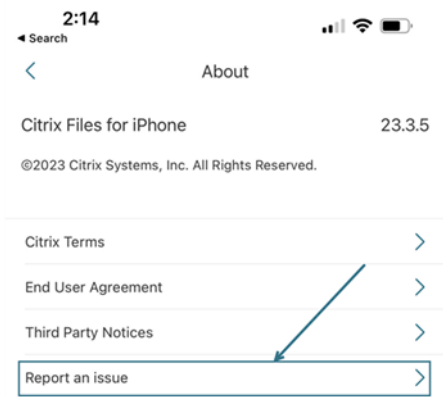 2:14
◀ Search
About
Citrix Files for iPhone 23.3.5
©2023 Citrix Systems, Inc. All Rights Reserved.
Citrix Terms
End User Agreement
Third Party Notices
Report an issue